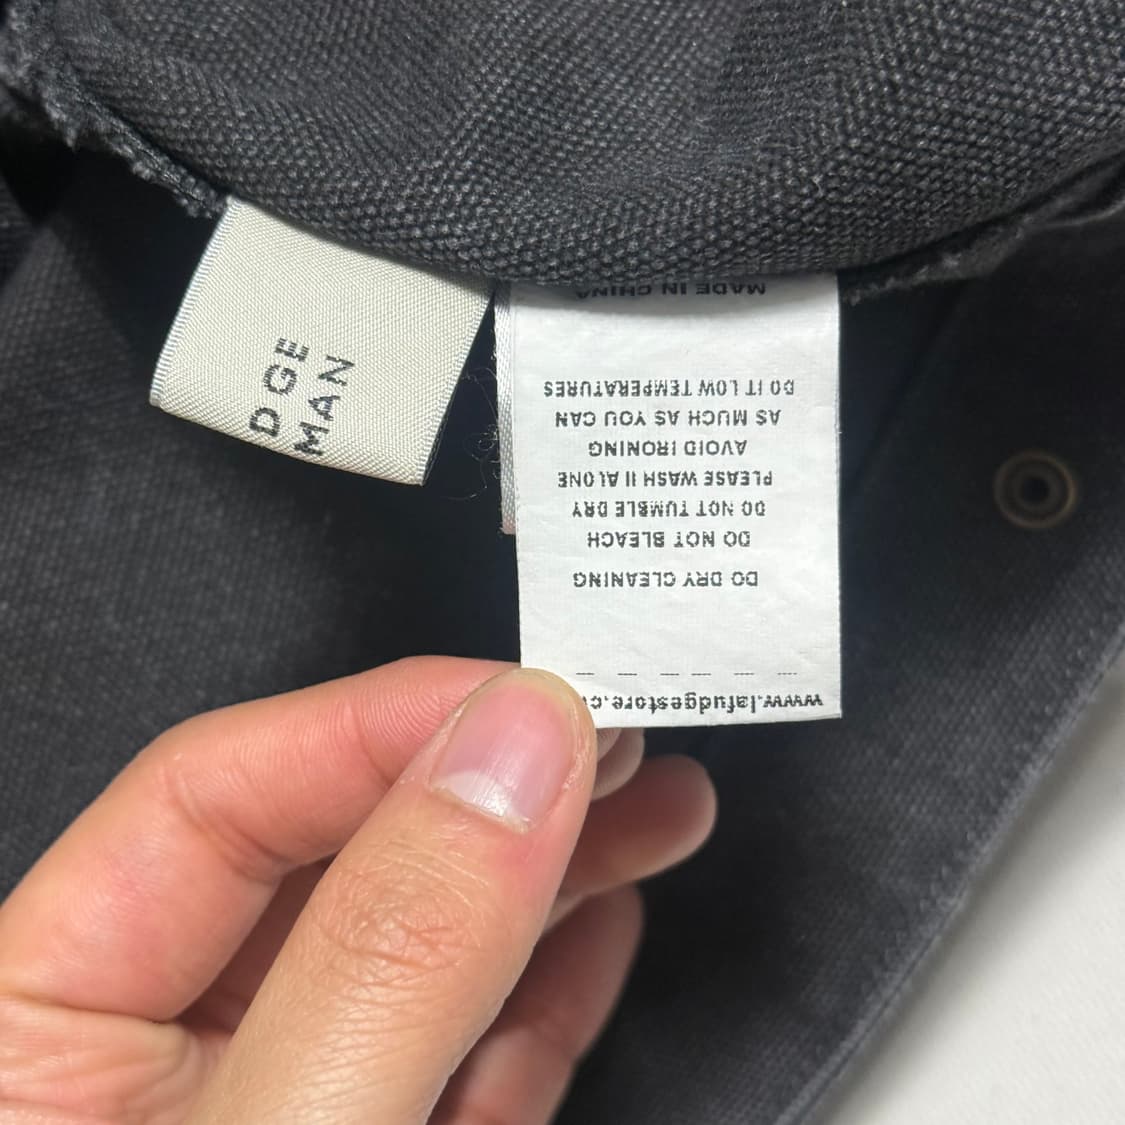 DGE
MAN
www.lafudgestore.c
DO DRY CLEANING
DO NOT BLEACH
DO NOT TUMBLE DRY
PLEASE WASH II ALONE
AVOID IRONING
AS MUCH AS YOU CAN
DO IT LOW TEMPERATURES
MADE IN CHINA